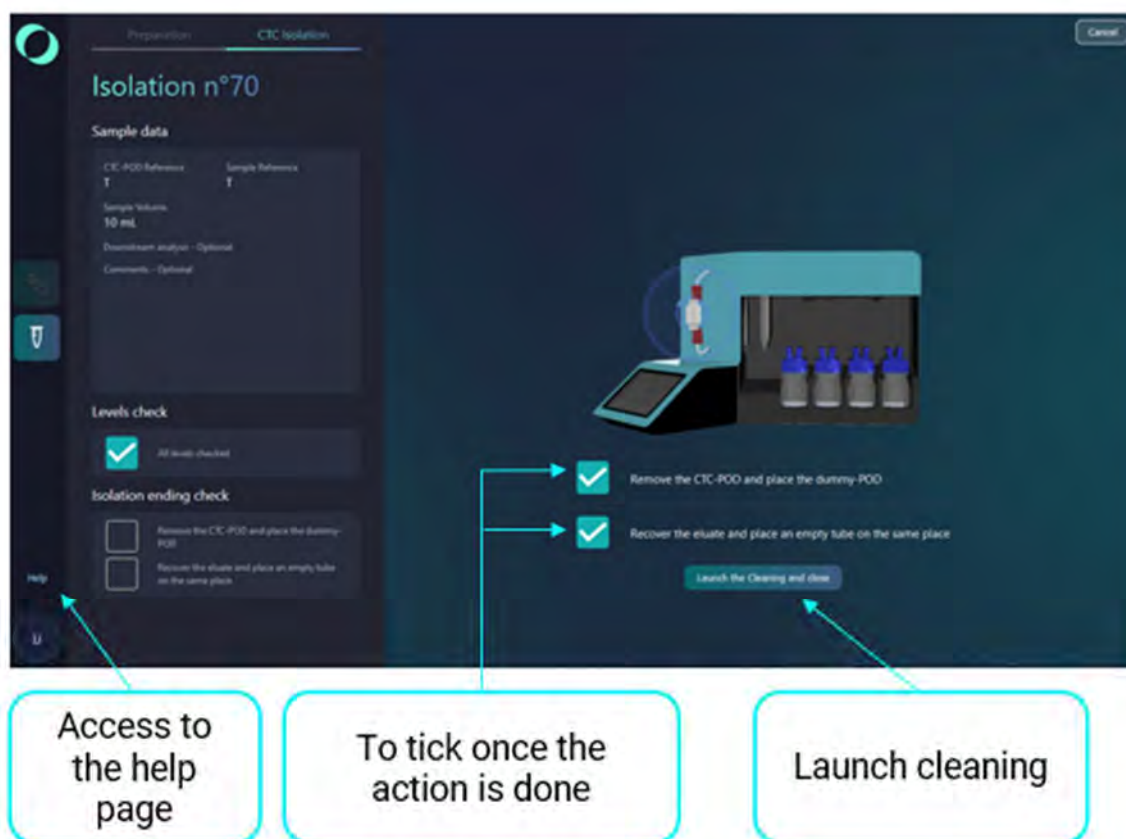 Preparation
CTC Isolation
Cancel
Isolation n°70
Sample data
CTC-POD Reference
Sample Reference
T
T
Sample Volume
10 mL
Downstream analysis - Optional
Comments - Optional
Levels check
All levels checked
Isolation ending check
Remove the CTC-POD and place the dummy-
POD
Recover the eluate and place an empty tube
on the same place
Remove the CTC-POD and place the dummy-POD
Recover the eluate and place an empty tube on the same place
Launch the Cleaning and close
Help
LI
Access to
the help
page
To tick once the
action is done
Launch cleaning